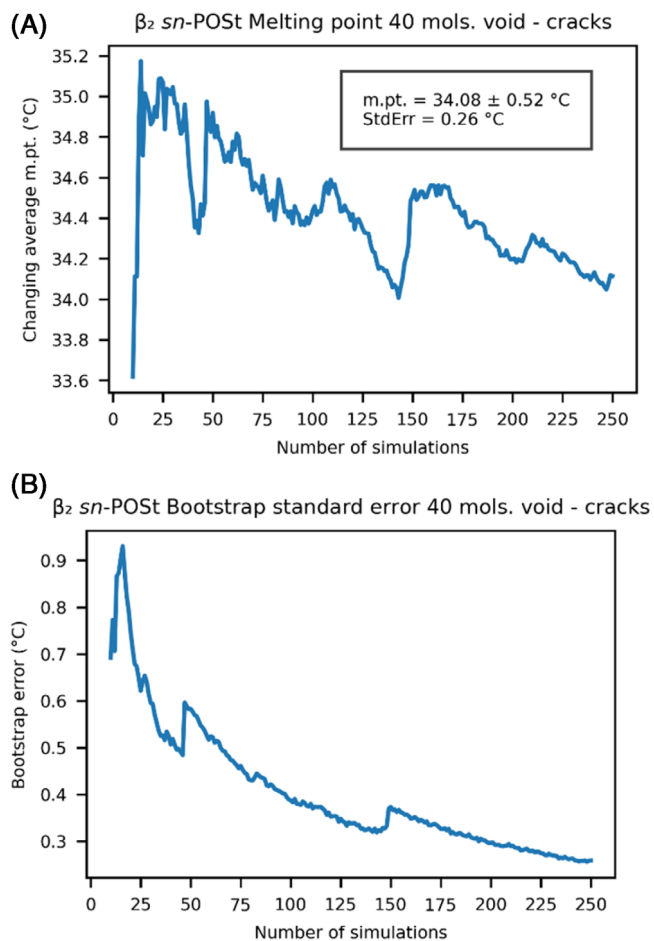 (A)
β₂ sn-POSt Melting point 40 mols. void - cracks
35.2
35.0
34.8
34.6
34.4
34.2
34.0
33.8
33.6
Changing average m.pt. (°C)
m.pt. = 34.08 ± 0.52 °C
StdErr = 0.26 °C
0 25 50 75 100 125 150 175 200 225 250
Number of simulations
(B)
β₂ sn-POSt Bootstrap standard error 40 mols. void - cracks
0.9
0.8
0.7
0.6
0.5
0.4
0.3
Bootstrap error (°C)
0 25 50 75 100 125 150 175 200 225 250
Number of simulations